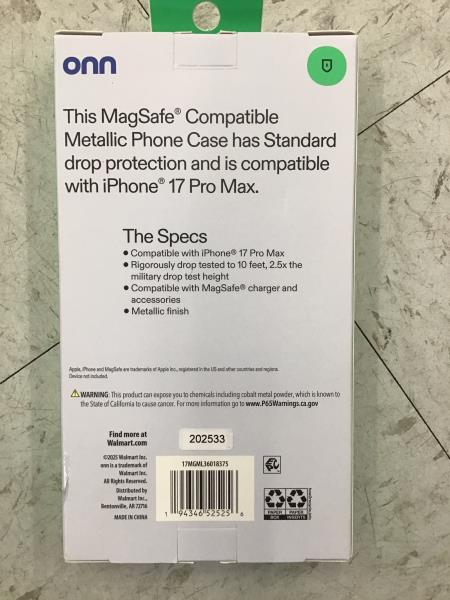 onn
This MagSafe® Compatible
Metallic Phone Case has Standard
drop protection and is compatible
with iPhone® 17 Pro Max.
The Specs
• Compatible with iPhone® 17 Pro Max
• Rigorously drop tested to 10 feet, 2.5x the
military drop test height
• Compatible with MagSafe® charger and
accessories
• Metallic finish
Apple, iPhone and MagSafe are trademarks of Apple Inc., registered in the US and other countries and regions.
Device not included.
WARNING: This product can expose you to chemicals including cobalt metal powder, which is known to
the State of California to cause cancer. For more information go to www.P65Warnings.ca.gov
Find more at
Walmart.com
©2025 Walmart Inc.
onn is a trademark of
Walmart Inc.
All Rights Reserved.
Distributed by
Walmart Inc.,
Bentonville, AR 72716
MADE IN CHINA
202533
17MGML36018375
1 94346 52525 6
PAPER BOX
PAPER INSERTS